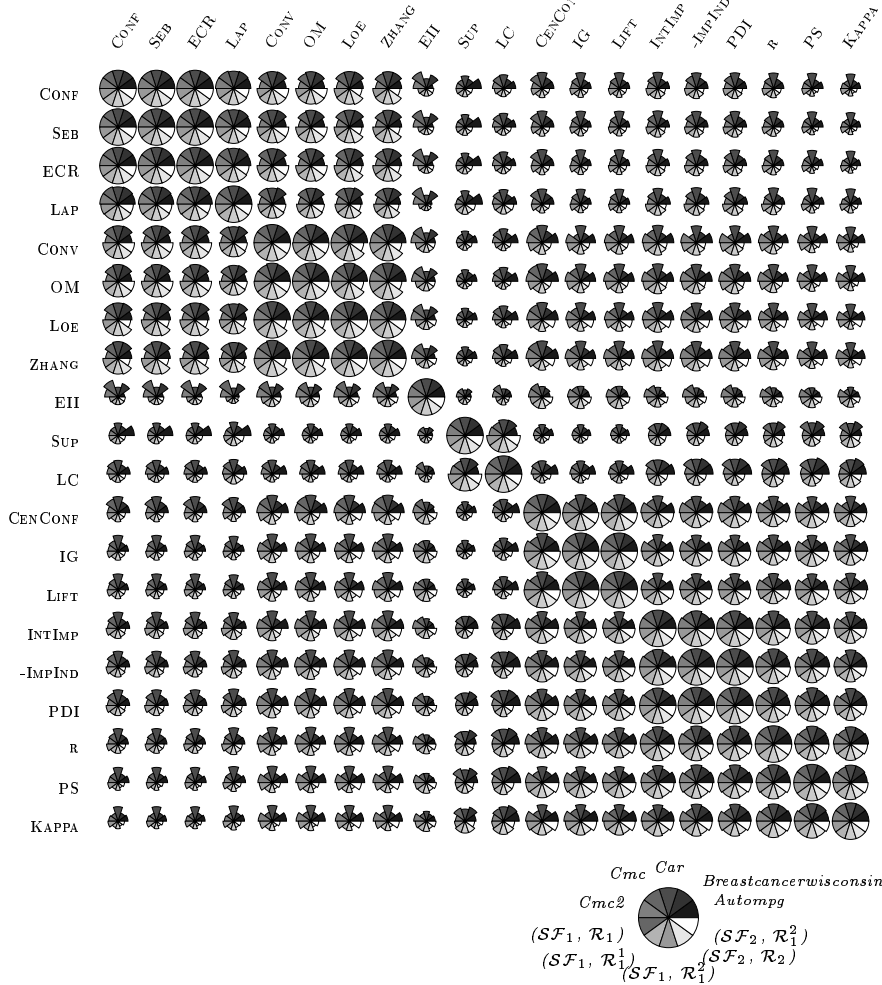 CONF SEB ECR LAP CONV OM LOE ZHANG EII SUP LC CENCON IG LIFT INTIMP -IMPIND PDI R PS KAPPA
CONF
SEB
ECR
LAP
CONV
OM
LOE
ZHANG
EII
SUP
LC
CENCONF
IG
LIFT
INTIMP
-IMPIND
PDI
R
PS
KAPPA
Cmc Car
Breastcancerwisconsin
Cmc2 Autompg
(SF₁, R₁) (SF₂, R₁²)
(SF₁, R₁¹) (SF₂, R₂)
(SF₁, R₁²)